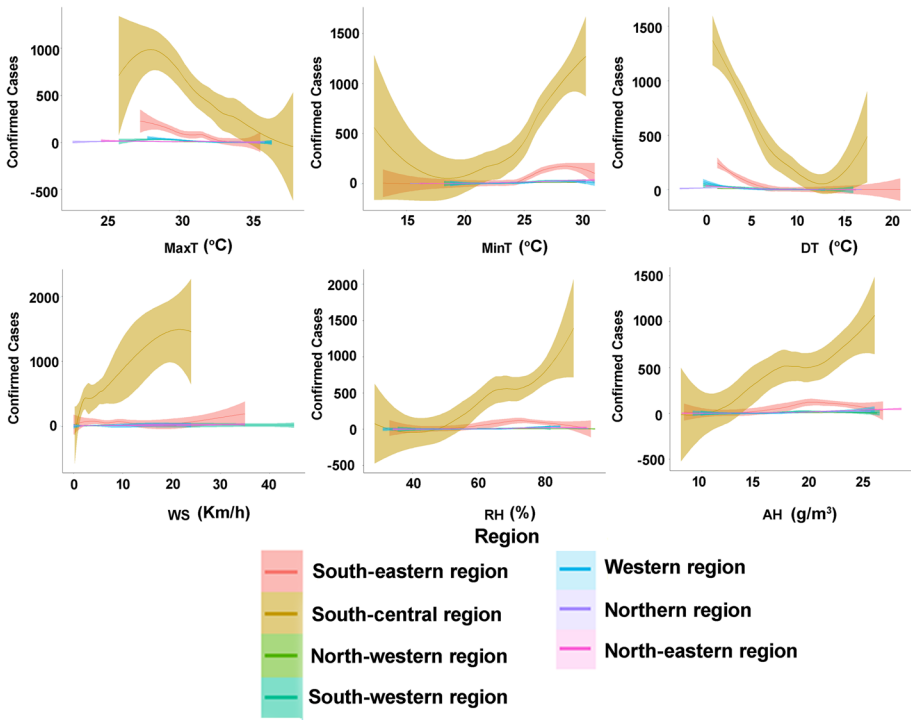 Confirmed Cases
1000
500
0
-500
25
30
35
MaxT (°C)
Confirmed Cases
1500
1000
500
0
15
20
25
30
MinT (°C)
Confirmed Cases
1500
1000
500
0
0
5
10
15
20
DT (°C)
Confirmed Cases
2000
1000
0
0
10
20
30
40
WS (Km/h)
Confirmed Cases
2000
1500
1000
500
0
-500
40
60
80
RH (%)
Confirmed Cases
1500
1000
500
0
-500
10
15
20
25
AH (g/m³)
Region
South-eastern region
South-central region
North-western region
South-western region
Western region
Northern region
North-eastern region